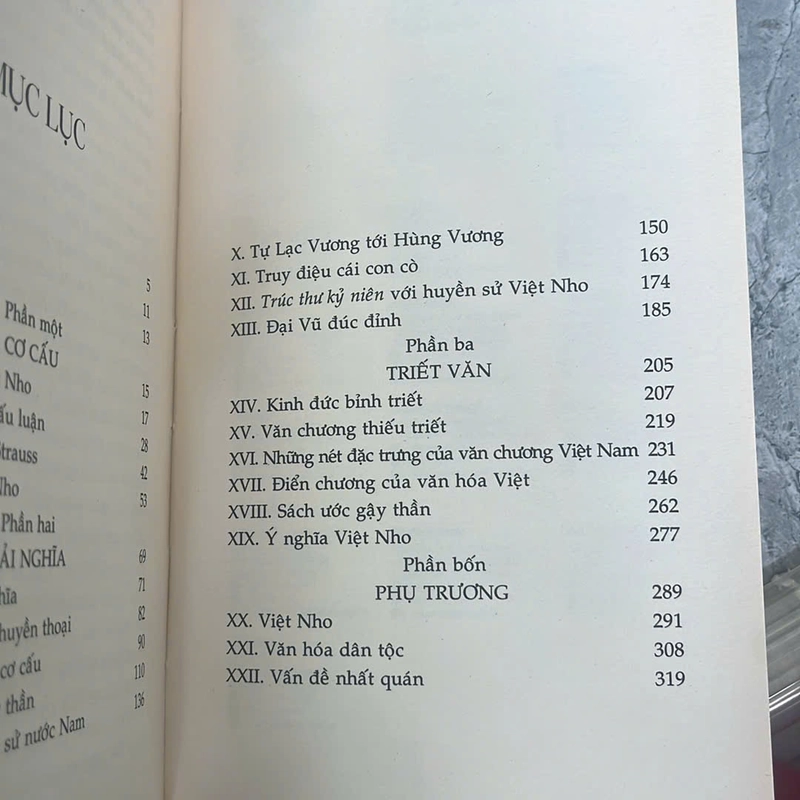 MỤC LỤC
5
Phần một 11
CƠ CẤU 13
Nho 15
luận 17
Strauss 28
Nho 42
53
Phần hai
NGHĨA 69
71
huyền thoại 82
cơ cấu 90
thần 110
sử nước Nam 136
X. Tự Lạc Vương tới Hùng Vương 150
XI. Truy điệu cái con cò 163
XII. Trúc thư kỷ niên với huyền sử Việt Nho 174
XIII. Đại Vũ đúc đỉnh 185
Phần ba
TRIẾT VĂN 205
XIV. Kinh đức bỉnh triết 207
XV. Văn chương thiếu triết 219
XVI. Những nét đặc trưng của văn chương Việt Nam 231
XVII. Điển chương của văn hóa Việt 246
XVIII. Sách ước gậy thần 262
XIX. Ý nghĩa Việt Nho 277
Phần bốn
PHỤ TRƯƠNG 289
XX. Việt Nho 291
XXI. Văn hóa dân tộc 308
XXII. Vấn đề nhất quán 319